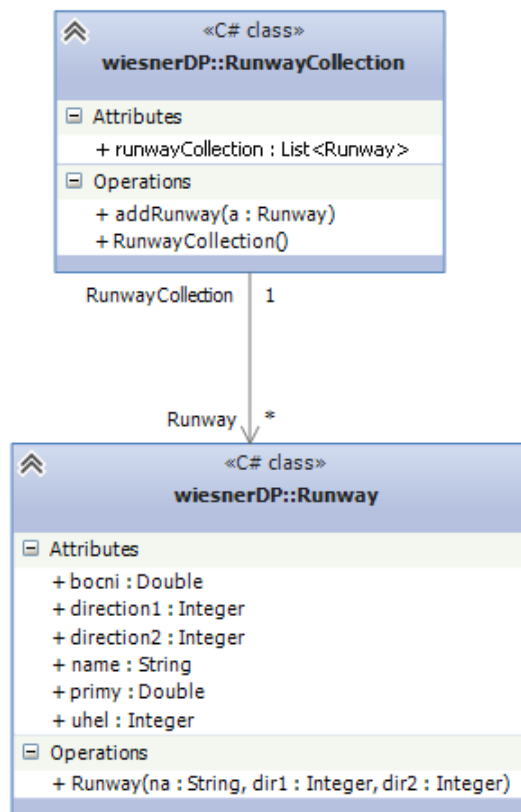 «C# class»
wiesnerDP::RunwayCollection
Attributes
+ runwayCollection : List<Runway>
Operations
+ addRunway(a : Runway)
+ RunwayCollection()
RunwayCollection 1
Runway *
«C# class»
wiesnerDP::Runway
Attributes
+ bocni : Double
+ direction1 : Integer
+ direction2 : Integer
+ name : String
+ primy : Double
+ uhel : Integer
Operations
+ Runway(na : String, dir1 : Integer, dir2 : Integer)